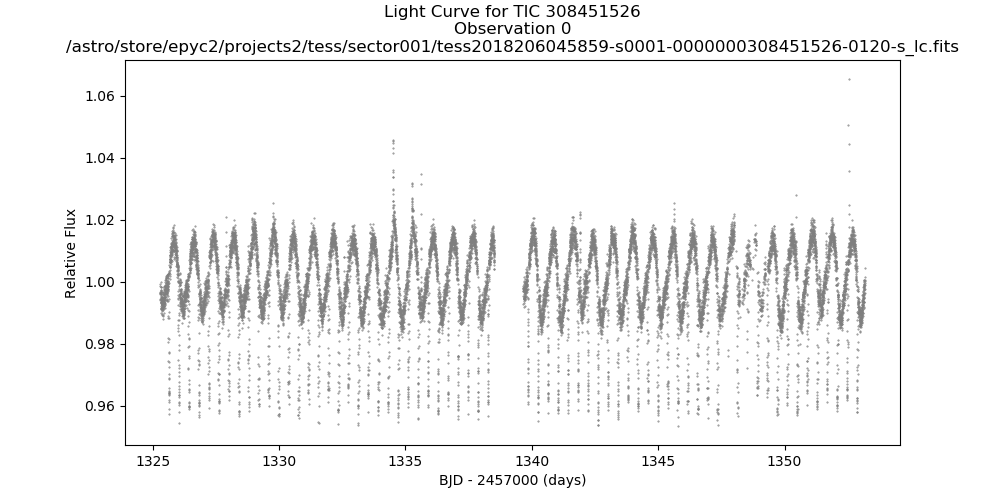 Light Curve for TIC 308451526
Observation 0
/astro/store/epyc2/projects2/tess/sector001/tess2018206045859-s0001-0000000308451526-0120-s_lc.fits
1.06
1.04
1.02
1.00
0.98
0.96
Relative Flux
1325
1330
1335
1340
1345
1350
BJD - 2457000 (days)